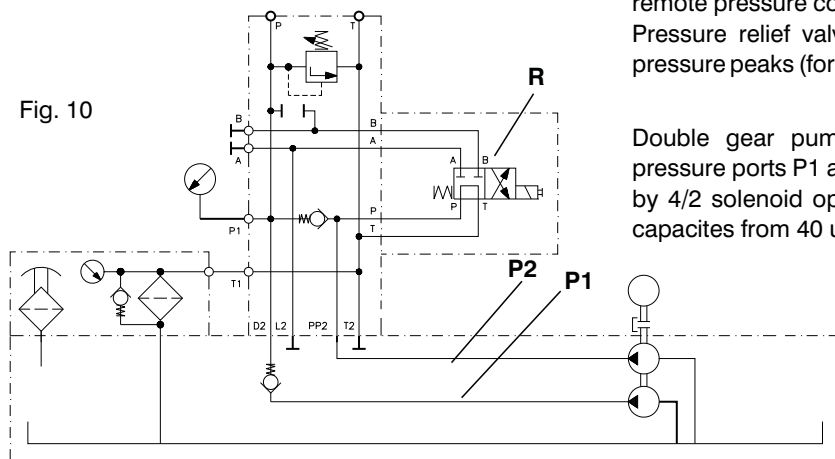 remote pressure co
Pressure relief valv
pressure peaks (for
Double gear pum
pressure ports P1 a
by 4/2 solenoid op
capacites from 40 u
Fig. 10
P T
R
B B
A A
A B
P T
P1 P
T
T1
D2 L2 PP2 T2
P2 P1